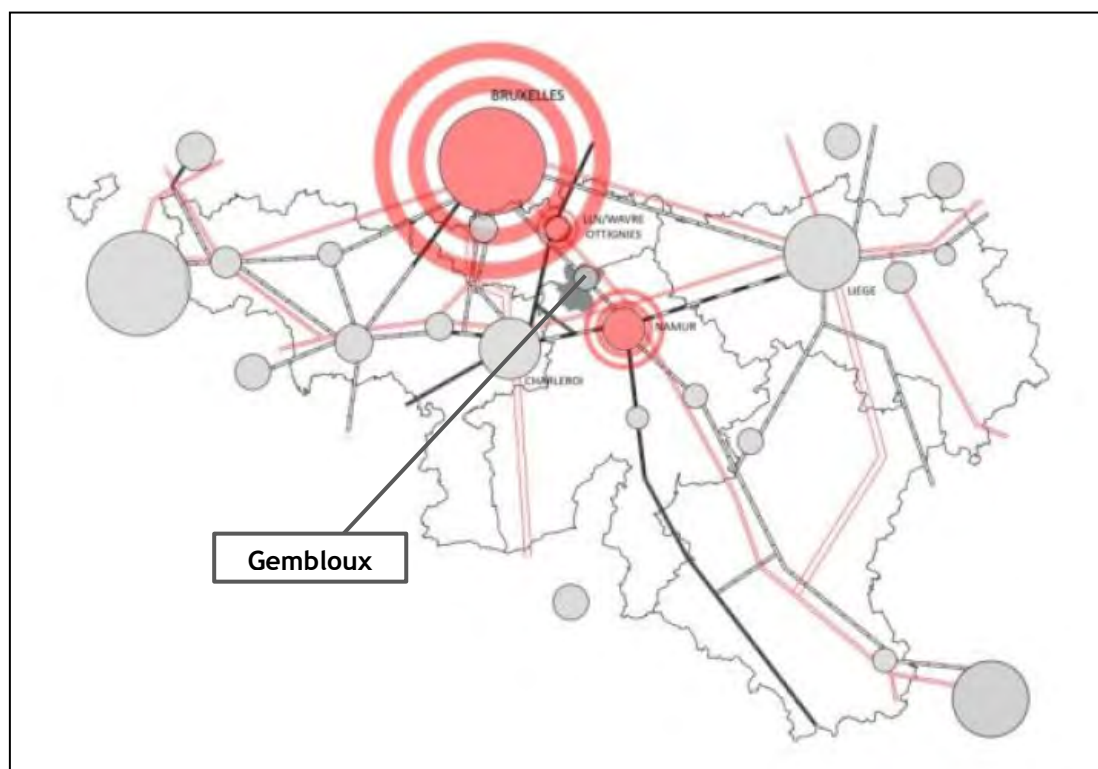 BRUXELLES
LLN/WAVRE
OTTIGNIES
LIEGE
NAMUR
CHARLEROI
Gembloux